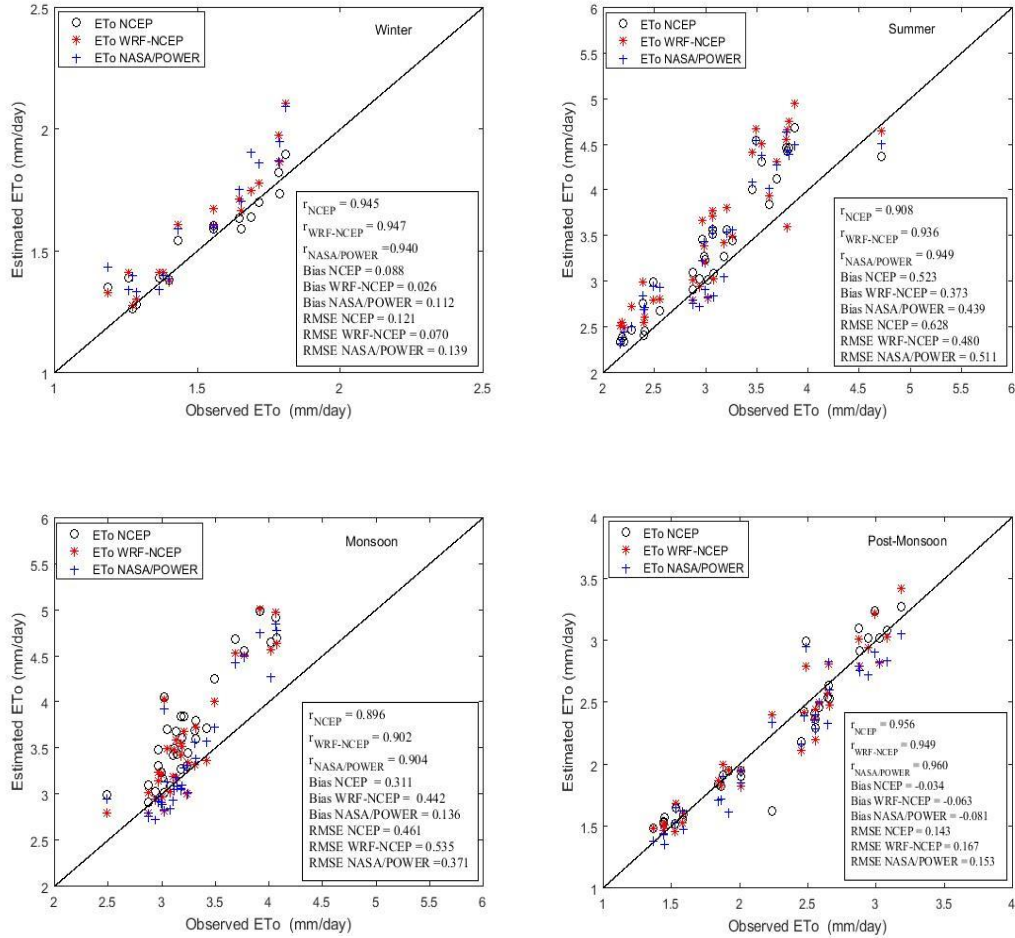 2.5
2
1.5
1
1
1.5
2
2.5
Estimated ETo (mm/day)
Observed ETo (mm/day)
ETo NCEP
ETo WRF-NCEP
ETo NASA/POWER
Winter
rNCEP = 0.945
rWRF-NCEP = 0.947
rNASA/POWER =0.940
Bias NCEP = 0.088
Bias WRF-NCEP = 0.026
Bias NASA/POWER = 0.112
RMSE NCEP = 0.121
RMSE WRF-NCEP = 0.070
RMSE NASA/POWER = 0.139
6
5.5
5
4.5
4
3.5
3
2.5
2
2
2.5
3
3.5
4
4.5
5
5.5
6
Estimated ETo (mm/day)
Observed ETo (mm/day)
ETo NCEP
ETo WRF-NCEP
ETo NASA/POWER
Summer
rNCEP = 0.908
rWRF-NCEP = 0.936
rNASA/POWER = 0.949
Bias NCEP = 0.523
Bias WRF-NCEP = 0.373
Bias NASA/POWER = 0.439
RMSE NCEP = 0.628
RMSE WRF-NCEP = 0.480
RMSE NASA/POWER = 0.511
6
5.5
5
4.5
4
3.5
3
2.5
2
2
2.5
3
3.5
4
4.5
5
5.5
6
Estimated ETo (mm/day)
Observed ETo (mm/day)
ETo NCEP
ETo WRF-NCEP
ETo NASA/POWER
Monsoon
rNCEP = 0.896
rWRF-NCEP = 0.902
rNASA/POWER = 0.904
Bias NCEP = 0.311
Bias WRF-NCEP = 0.442
Bias NASA/POWER = 0.136
RMSE NCEP = 0.461
RMSE WRF-NCEP = 0.535
RMSE NASA/POWER =0.371
4
3.5
3
2.5
2
1.5
1
1
1.5
2
2.5
3
3.5
4
Estimated ETo (mm/day)
Observed ETo (mm/day)
ETo NCEP
ETo WRF-NCEP
ETo NASA/POWER
Post-Monsoon
rNCEP = 0.956
rWRF-NCEP = 0.949
rNASA/POWER = 0.960
Bias NCEP = -0.034
Bias WRF-NCEP = -0.063
Bias NASA/POWER = -0.081
RMSE NCEP = 0.143
RMSE WRF-NCEP = 0.167
RMSE NASA/POWER = 0.153